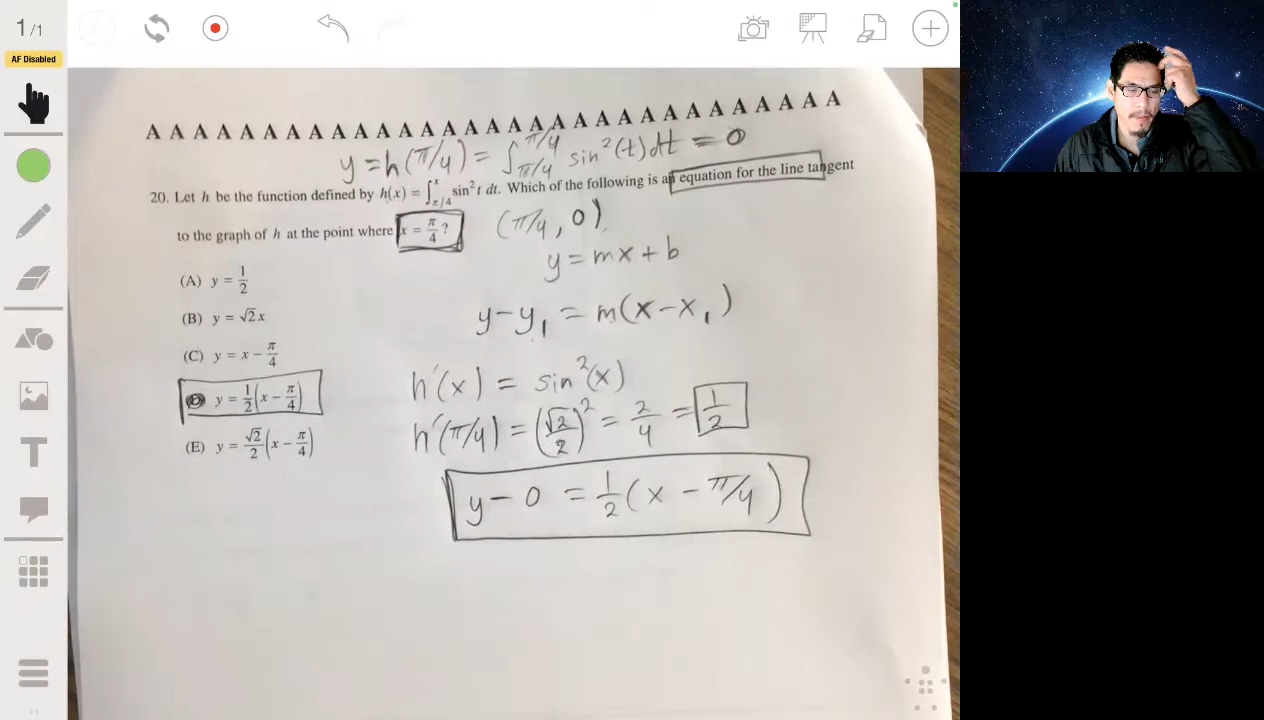 1/1
AF Disabled
A A A A A A A A A A A A A A A A A A A A A A A A A A A A A A
y = h(π/4) = ∫_{π/4}^{π/4} sin²(t)dt = 0
20. Let h be the function defined by h(x) = ∫_{π/4}^{x} sin² t dt. Which of the following is an equation for the line tangent
to the graph of h at the point where x = π/4 ?
(π/4, 0)
y = mx + b
(A) y = 1/2
(B) y = √2 x
y - y₁ = m(x - x₁)
(C) y = x - π/4
h'(x) = sin²(x)
(D) y = 1/2(x - π/4)
h'(π/4) = (√2/2)² = 2/4 = 1/2
(E) y = √2/2(x - π/4)
y - 0 = 1/2(x - π/4)
T